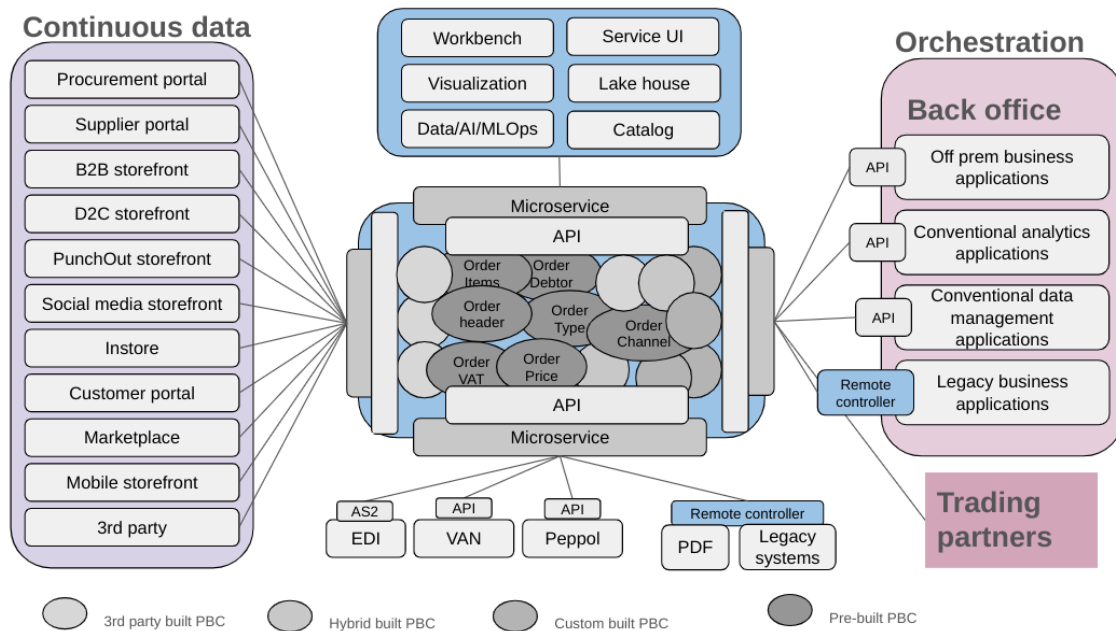 Continuous data
Procurement portal
Supplier portal
B2B storefront
D2C storefront
PunchOut storefront
Social media storefront
Instore
Customer portal
Marketplace
Mobile storefront
3rd party
Workbench
Service UI
Visualization
Lake house
Data/AI/MLOps
Catalog
Microservice
API
Order
Items
Order
Debtor
Order
header
Order
Type
Order
Channel
Order
VAT
Order
Price
API
Microservice
AS2
EDI
API
VAN
API
Peppol
Remote controller
PDF
Legacy
systems
Orchestration
Back office
API
Off prem business
applications
API
Conventional analytics
applications
API
Conventional data
management
applications
Remote
controller
Legacy business
applications
Trading
partners
3rd party built PBC
Hybrid built PBC
Custom built PBC
Pre-built PBC